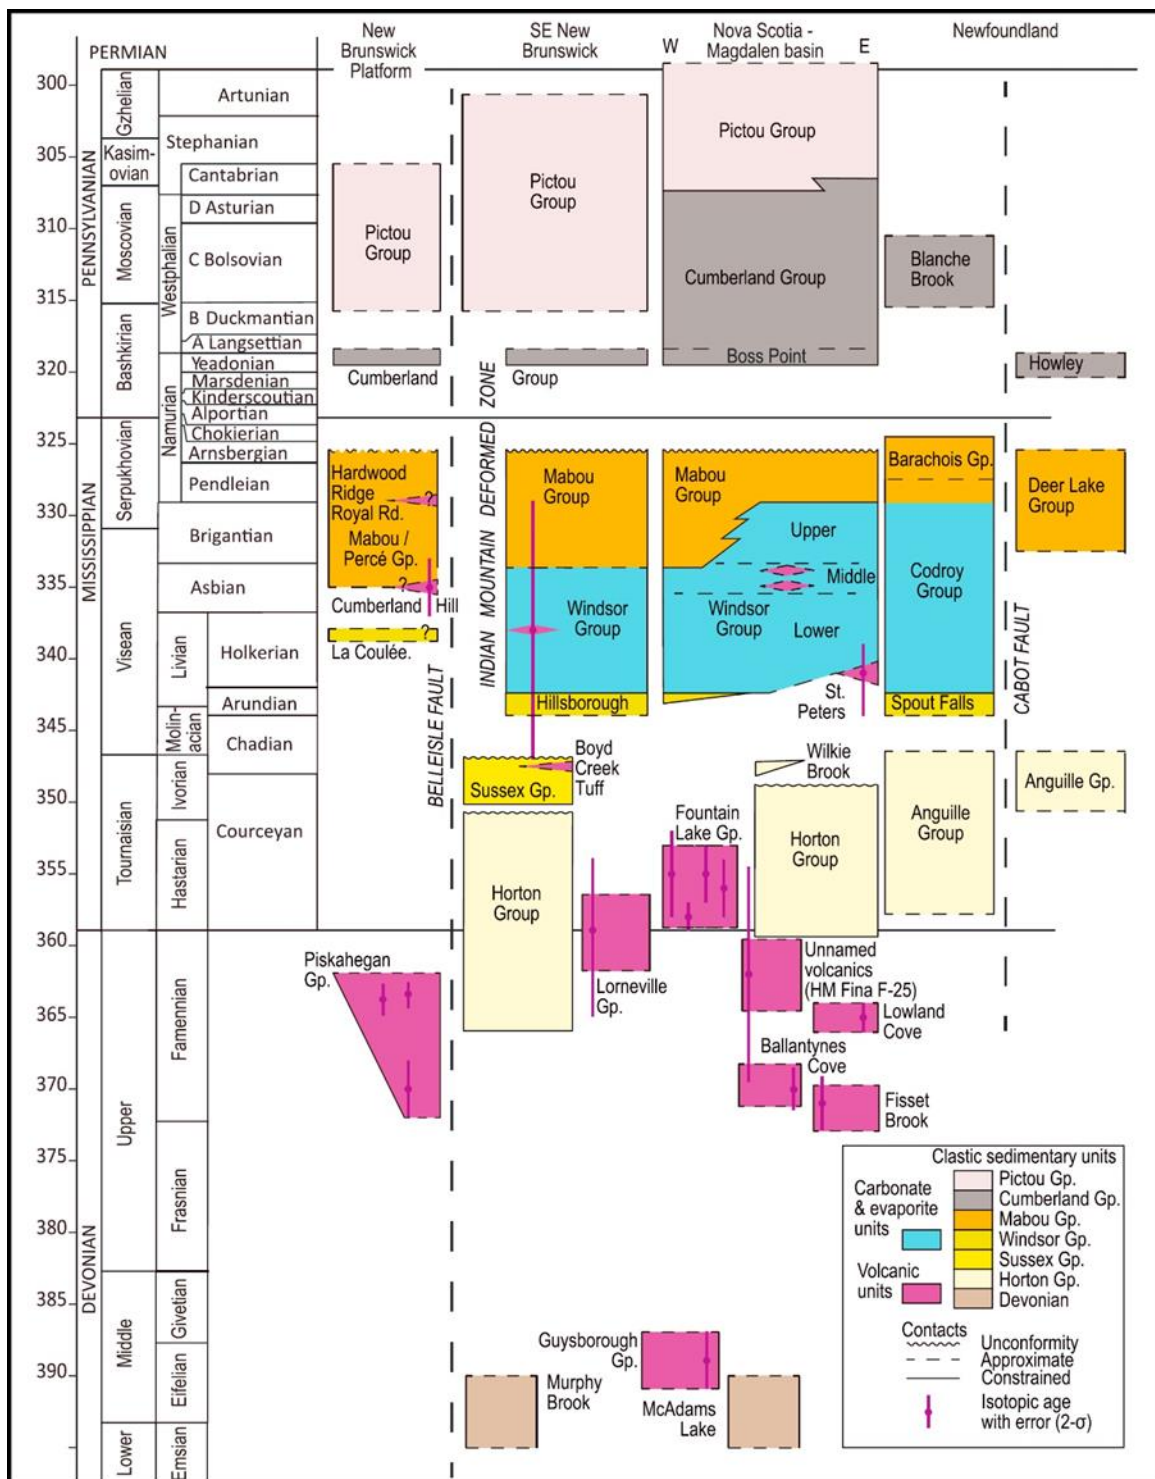 New
Brunswick
Platform
SE New
Brunswick
Nova Scotia -
Magdalen basin
W
E
Newfoundland
PERMIAN
300
305
310
315
320
325
330
335
340
345
350
355
360
365
370
375
380
385
390
PENNSYLVANIAN
MISSISSIPPIAN
DEVONIAN
Gzhelian
Kasim-
ovian
Moscovian
Bashkirian
Serpukhovian
Visean
Tournaisian
Upper
Middle
Lower
Artunian
Stephanian
Cantabrian
Westphalian
D Asturian
C Bolsovian
B Duckmantian
A Langsettian
Namurian
Yeadonian
Marsdenian
Kinderscoutian
Alportian
Chokierian
Arnsbergian
Pendleian
Brigantian
Asbian
Livian
Holkerian
Arundian
Molin-
iacian
Chadian
Ivorian
Hastarian
Courceyan
Famennian
Frasnian
Givetian
Eifelian
Emsian
Pictou
Group
Cumberland
Hardwood
Ridge
Royal Rd.
?
Mabou /
Percé Gp.
?
Cumberland Hill
?
La Coulée.
Piskahegan
Gp.
BELLEISLE FAULT
INDIAN MOUNTAIN DEFORMED ZONE
Pictou
Group
Group
Mabou
Group
Windsor
Group
Hillsborough
Boyd
Creek
Tuff
Sussex Gp.
Horton
Group
Lorneville
Gp.
Murphy
Brook
Pictou Group
Cumberland Group
Boss Point
Mabou
Group
Upper
Middle
Windsor
Group
Lower
St.
Peters
Wilkie
Brook
Fountain
Lake Gp.
Horton
Group
Unnamed
volcanics
(HM Fina F-25)
Lowland
Cove
Ballantynes
Cove
Fisset
Brook
Guysborough
Gp.
McAdams
Lake
Blanche
Brook
Barachois Gp.
Codroy
Group
Spout Falls
Anguille
Group
CABOT FAULT
Howley
Deer Lake
Group
Anguille Gp.
Clastic sedimentary units
Carbonate
& evaporite
units
Volcanic
units
Pictou Gp.
Cumberland Gp.
Mabou Gp.
Windsor Gp.
Sussex Gp.
Horton Gp.
Devonian
Contacts
Unconformity
Approximate
Constrained
Isotopic age
with error (2-σ)